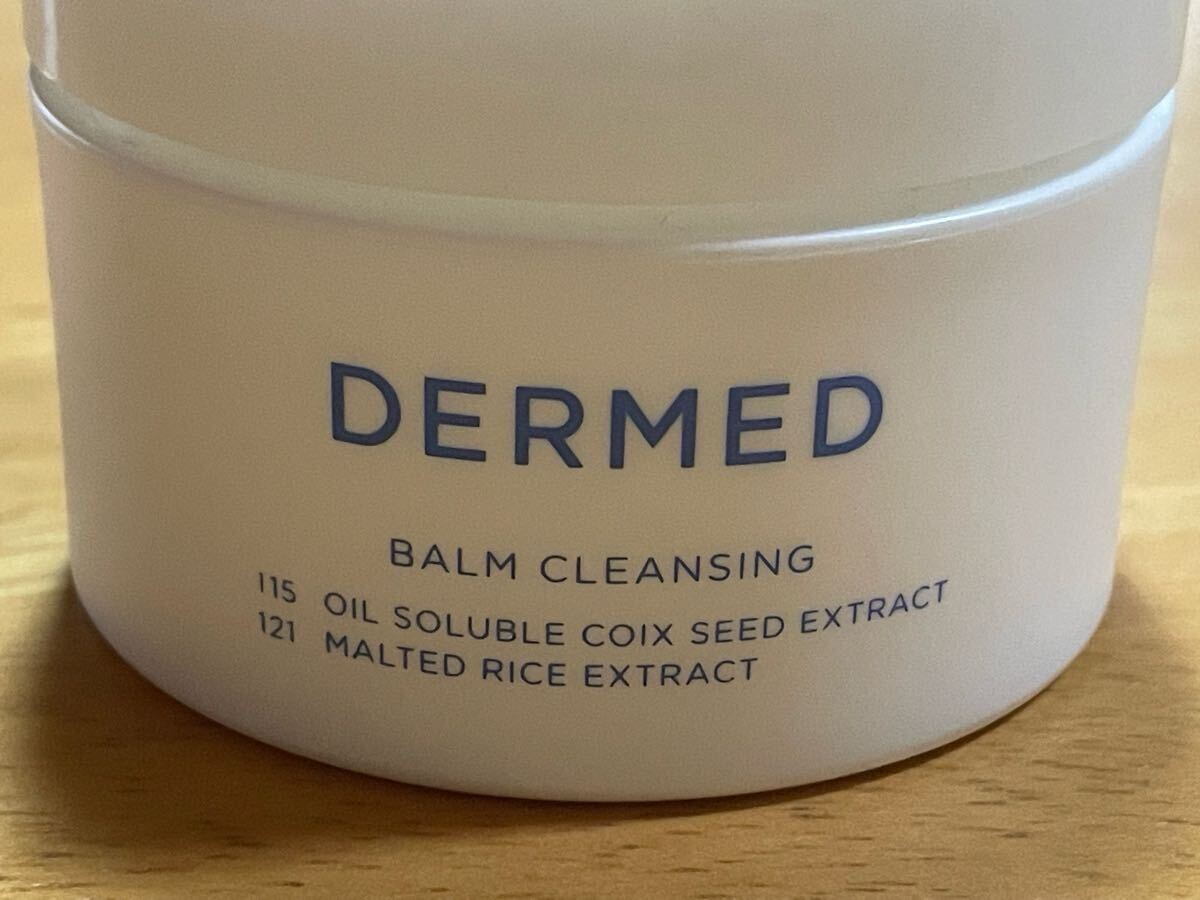 DERMED
BALM CLEANSING
115 OIL SOLUBLE COIX SEED EXTRACT
121 MALTED RICE EXTRACT